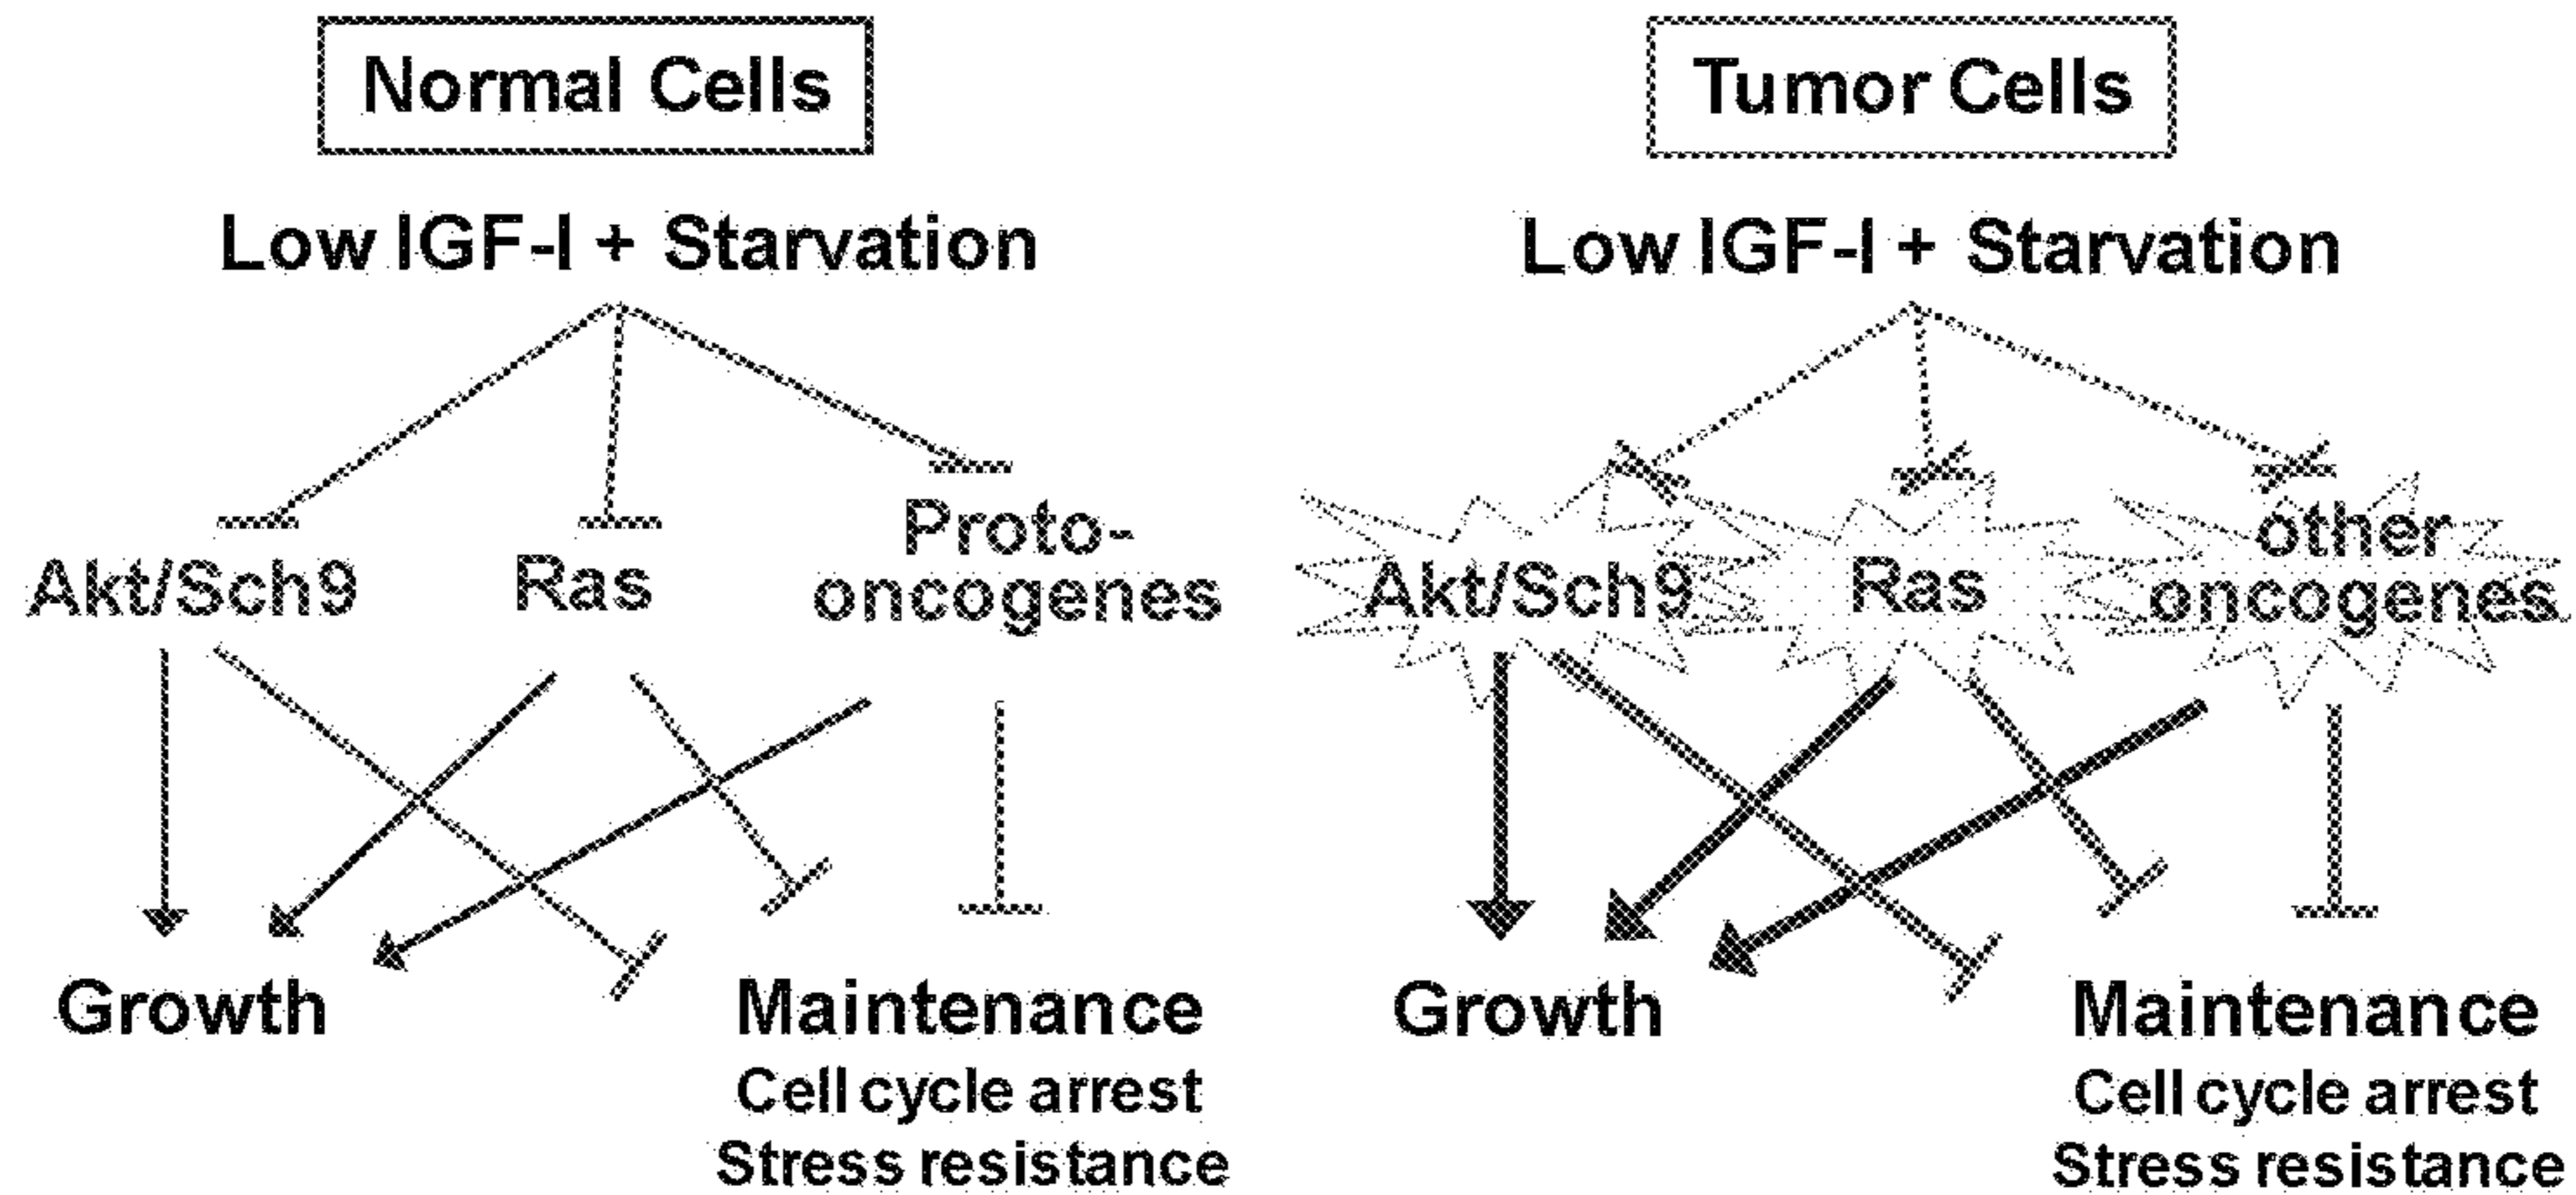 Normal Cells
Low IGF-I + Starvation
Akt/Sch9
Ras
Proto-
oncogenes
Growth
Maintenance
Cell cycle arrest
Stress resistance
Tumor Cells
Low IGF-I + Starvation
Akt/Sch9
Ras
other
oncogenes
Growth
Maintenance
Cell cycle arrest
Stress resistance